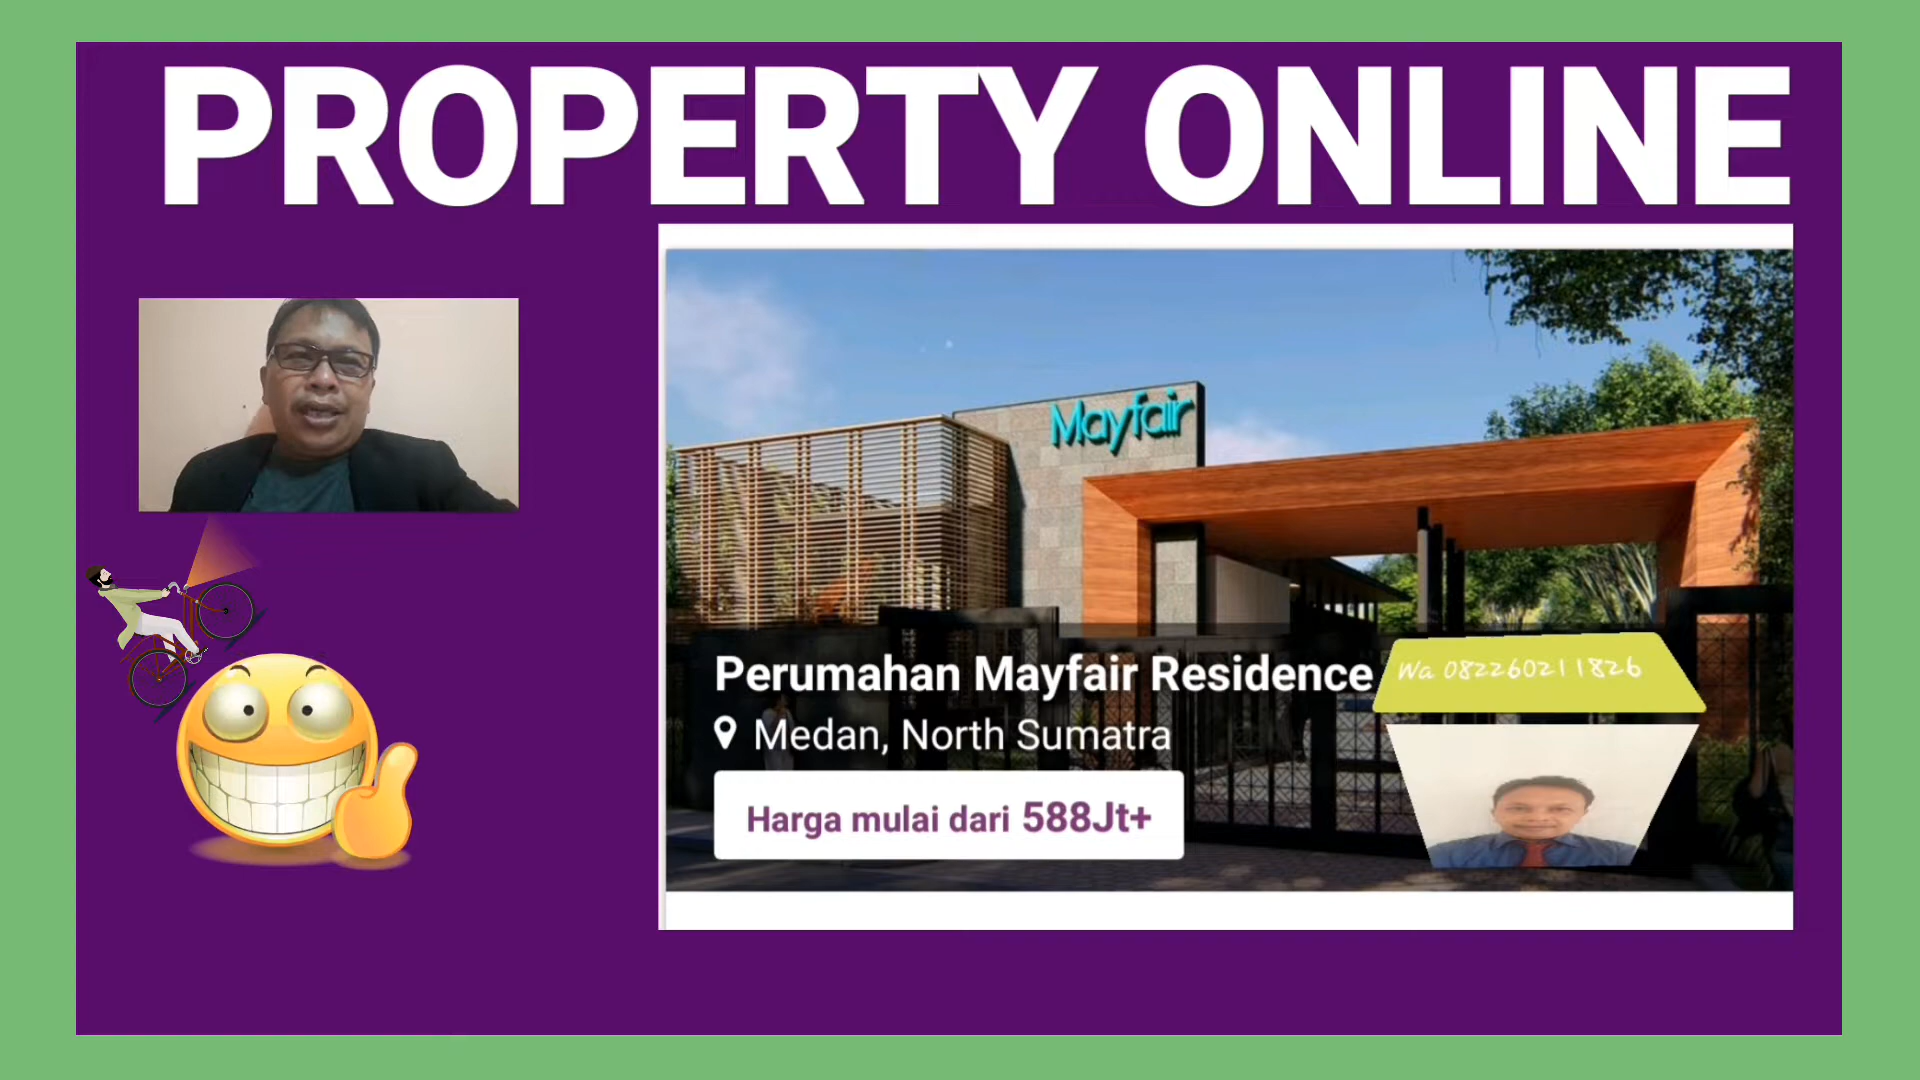 PROPERTY ONLINE
Mayfair
Perumahan Mayfair Residence
Wa 082260211826
Medan, North Sumatra
Harga mulai dari 588Jt+